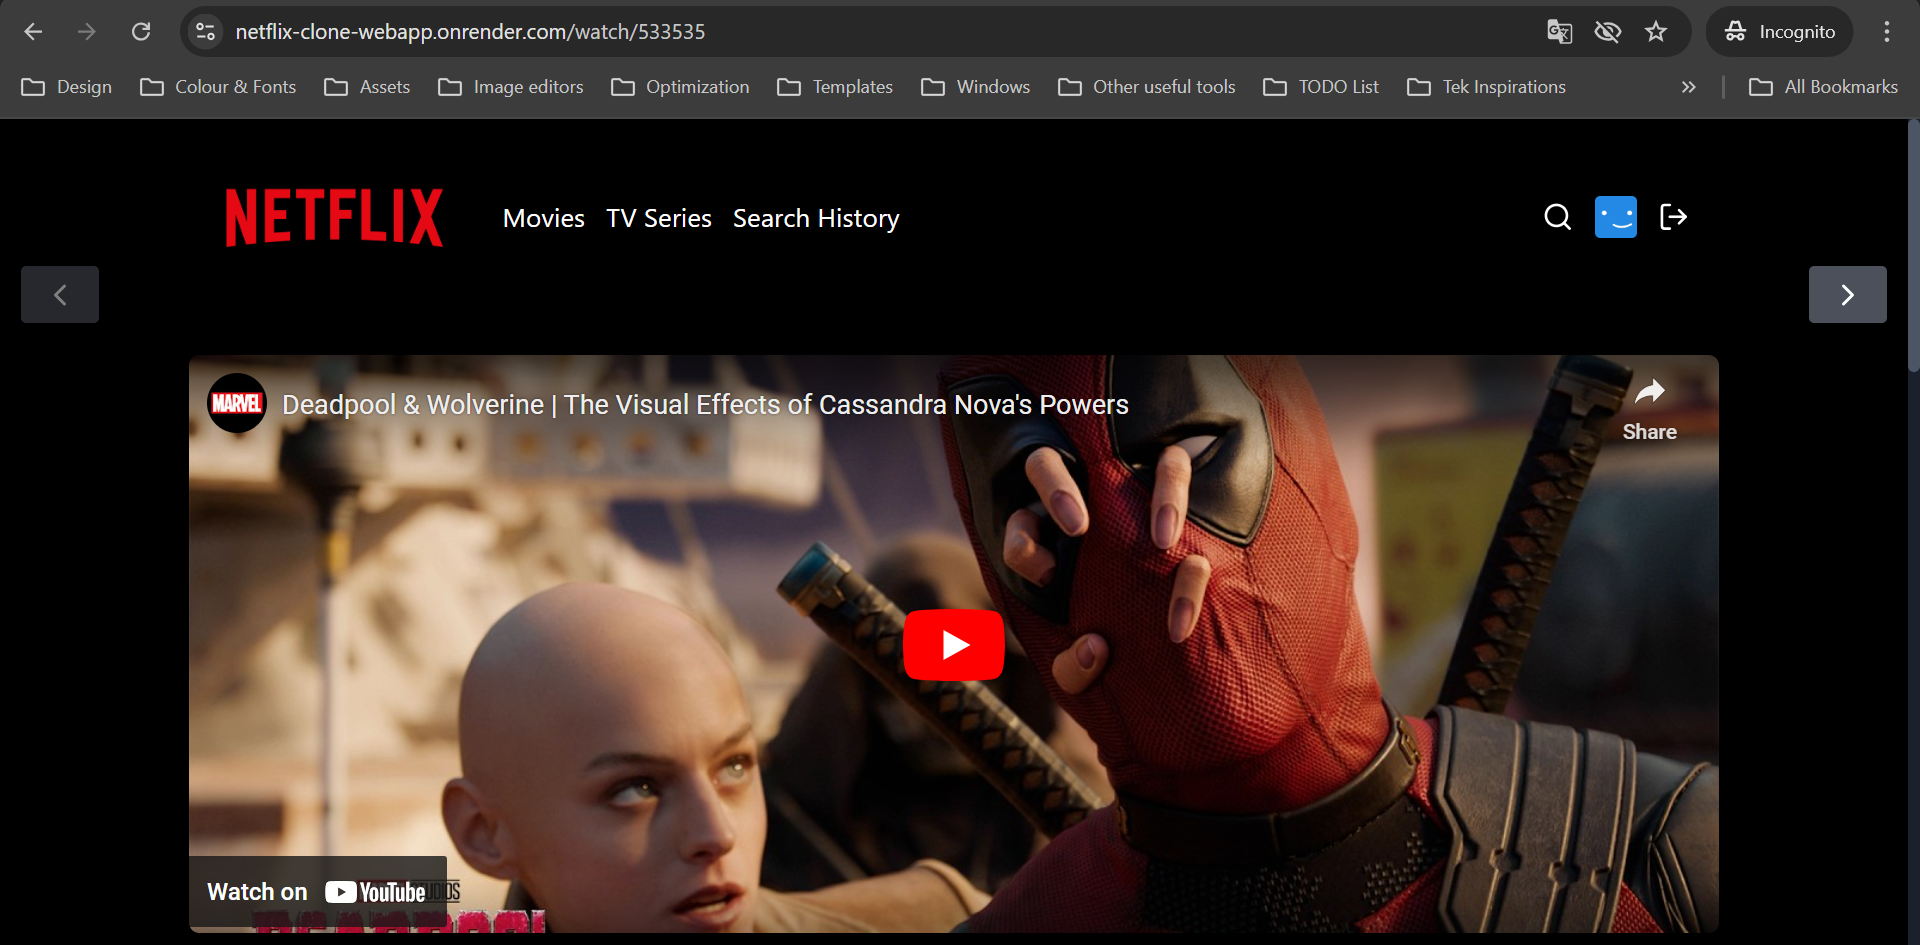 netflix-clone-webapp.onrender.com/watch/533535
Incognito
Design
Colour & Fonts
Assets
Image editors
Optimization
Templates
Windows
Other useful tools
TODO List
Tek Inspirations
All Bookmarks
NETFLIX
Movies
TV Series
Search History
MARVEL
Deadpool & Wolverine | The Visual Effects of Cassandra Nova's Powers
Share
Watch on YouTube